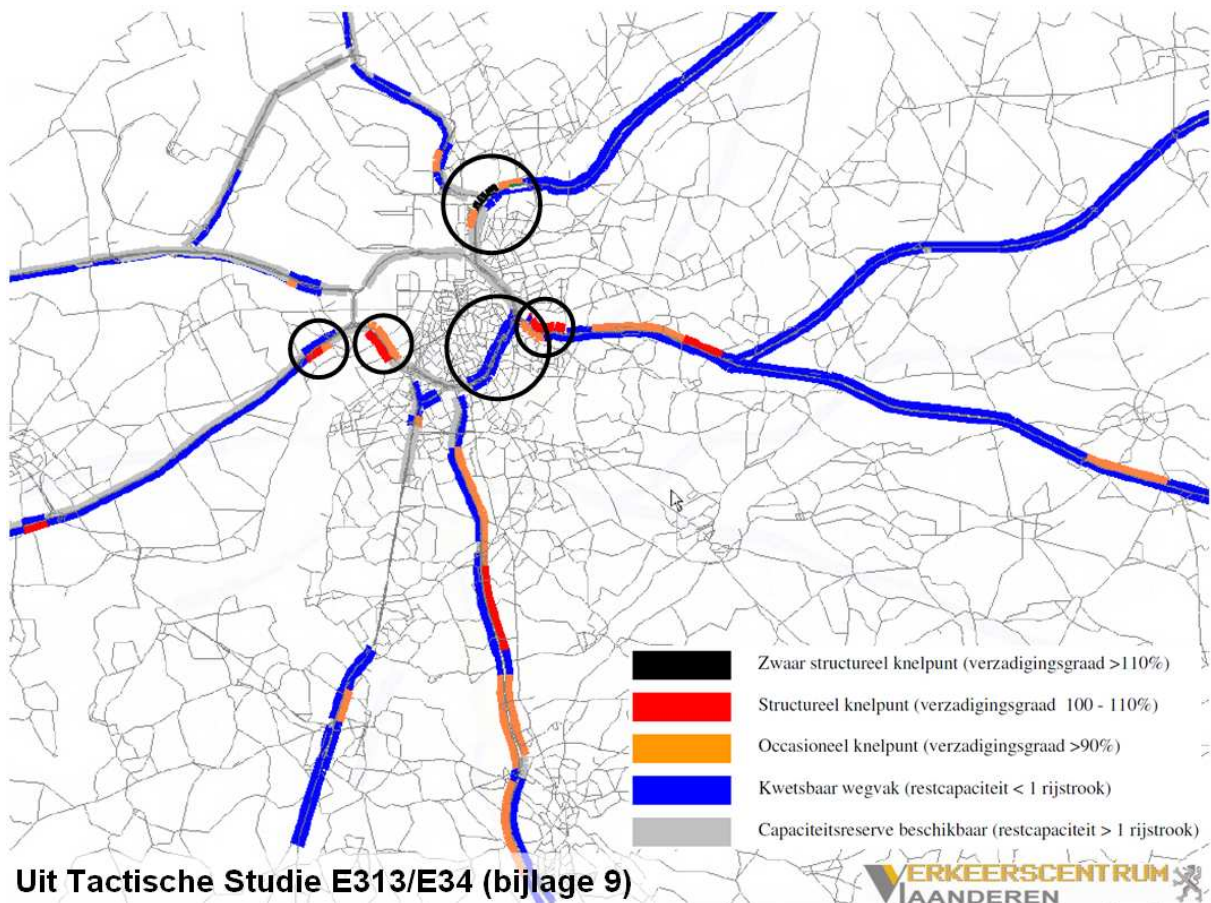 Zwaar structureel knelpunt (verzadigingsgraad >110%)
Structureel knelpunt (verzadigingsgraad 100 - 110%)
Occasioneel knelpunt (verzadigingsgraad >90%)
Kwetsbaar wegvak (restcapaciteit < 1 rijstrook)
Capaciteitsreserve beschikbaar (restcapaciteit > 1 rijstrook)
Uit Tactische Studie E313/E34 (bijlage 9)
VERKEERSCENTRUM
VLAANDEREN